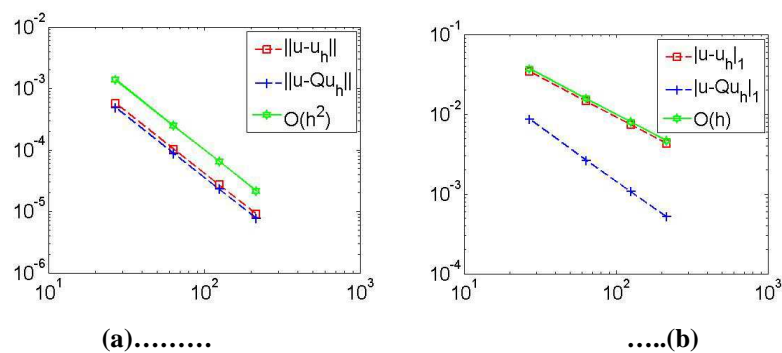 10^-2
10^-3
10^-4
10^-5
10^-6
10^1 10^2 10^3
||u-u_h||
||u-Qu_h||
O(h^2)
(a).........
10^-1
10^-2
10^-3
10^-4
10^1 10^2 10^3
|u-u_h|_1
|u-Qu_h|_1
O(h)
.....(b)